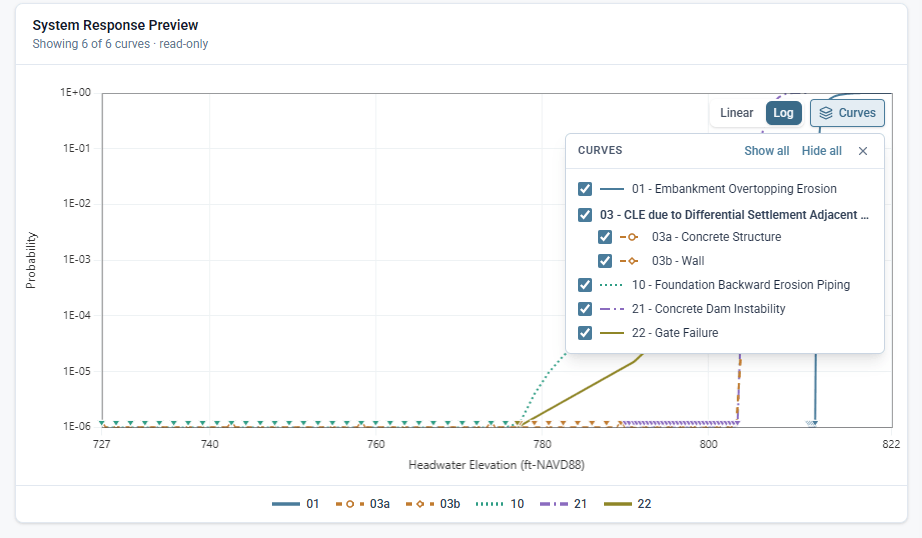 System Response Preview
Showing 6 of 6 curves · read-only
1E+00
Linear Log Curves
1E-01
CURVES Show all Hide all ×
01 - Embankment Overtopping Erosion
1E-02
03 - CLE due to Differential Settlement Adjacent ...
03a - Concrete Structure
1E-03
03b - Wall
10 - Foundation Backward Erosion Piping
1E-04
21 - Concrete Dam Instability
22 - Gate Failure
1E-05
1E-06
Probability
727 740 760 780 800 822
Headwater Elevation (ft-NAVD88)
01 03a 03b 10 21 22